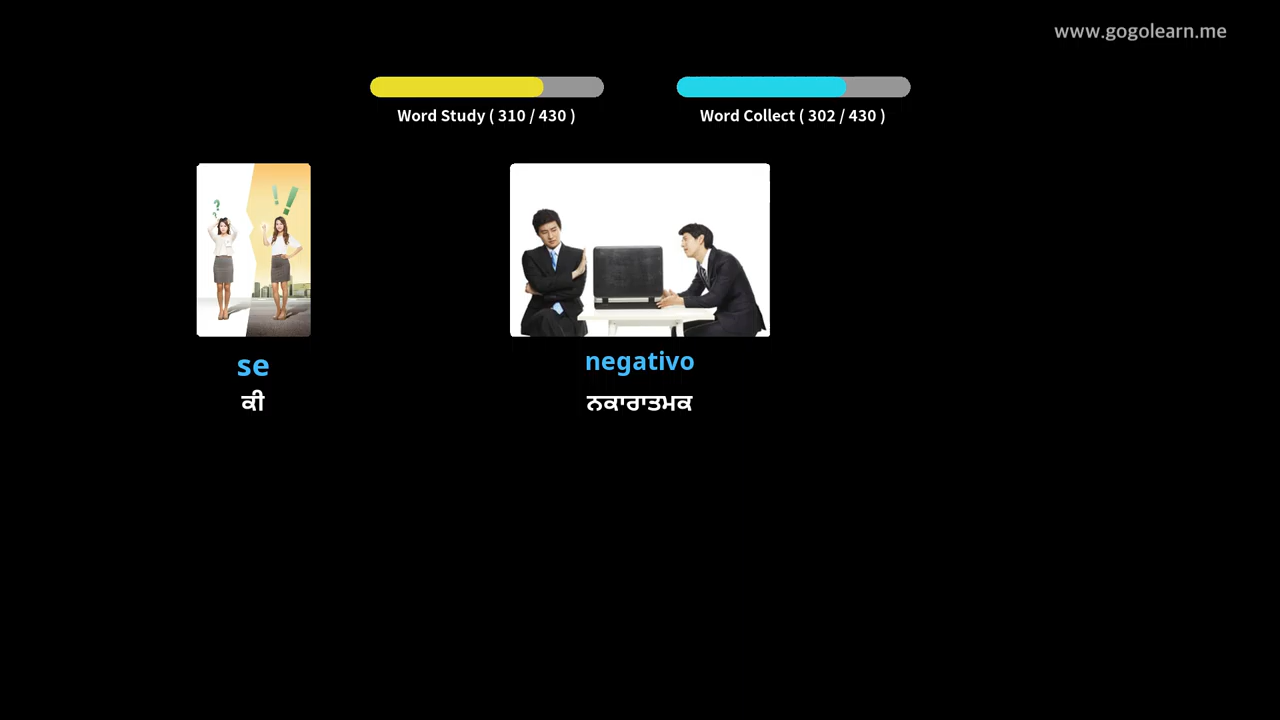 www.gogolearn.me
Word Study ( 310 / 430 )
Word Collect ( 302 / 430 )
se
negativo
ਕੀ
ਨਕਾਰਾਤਮਕ